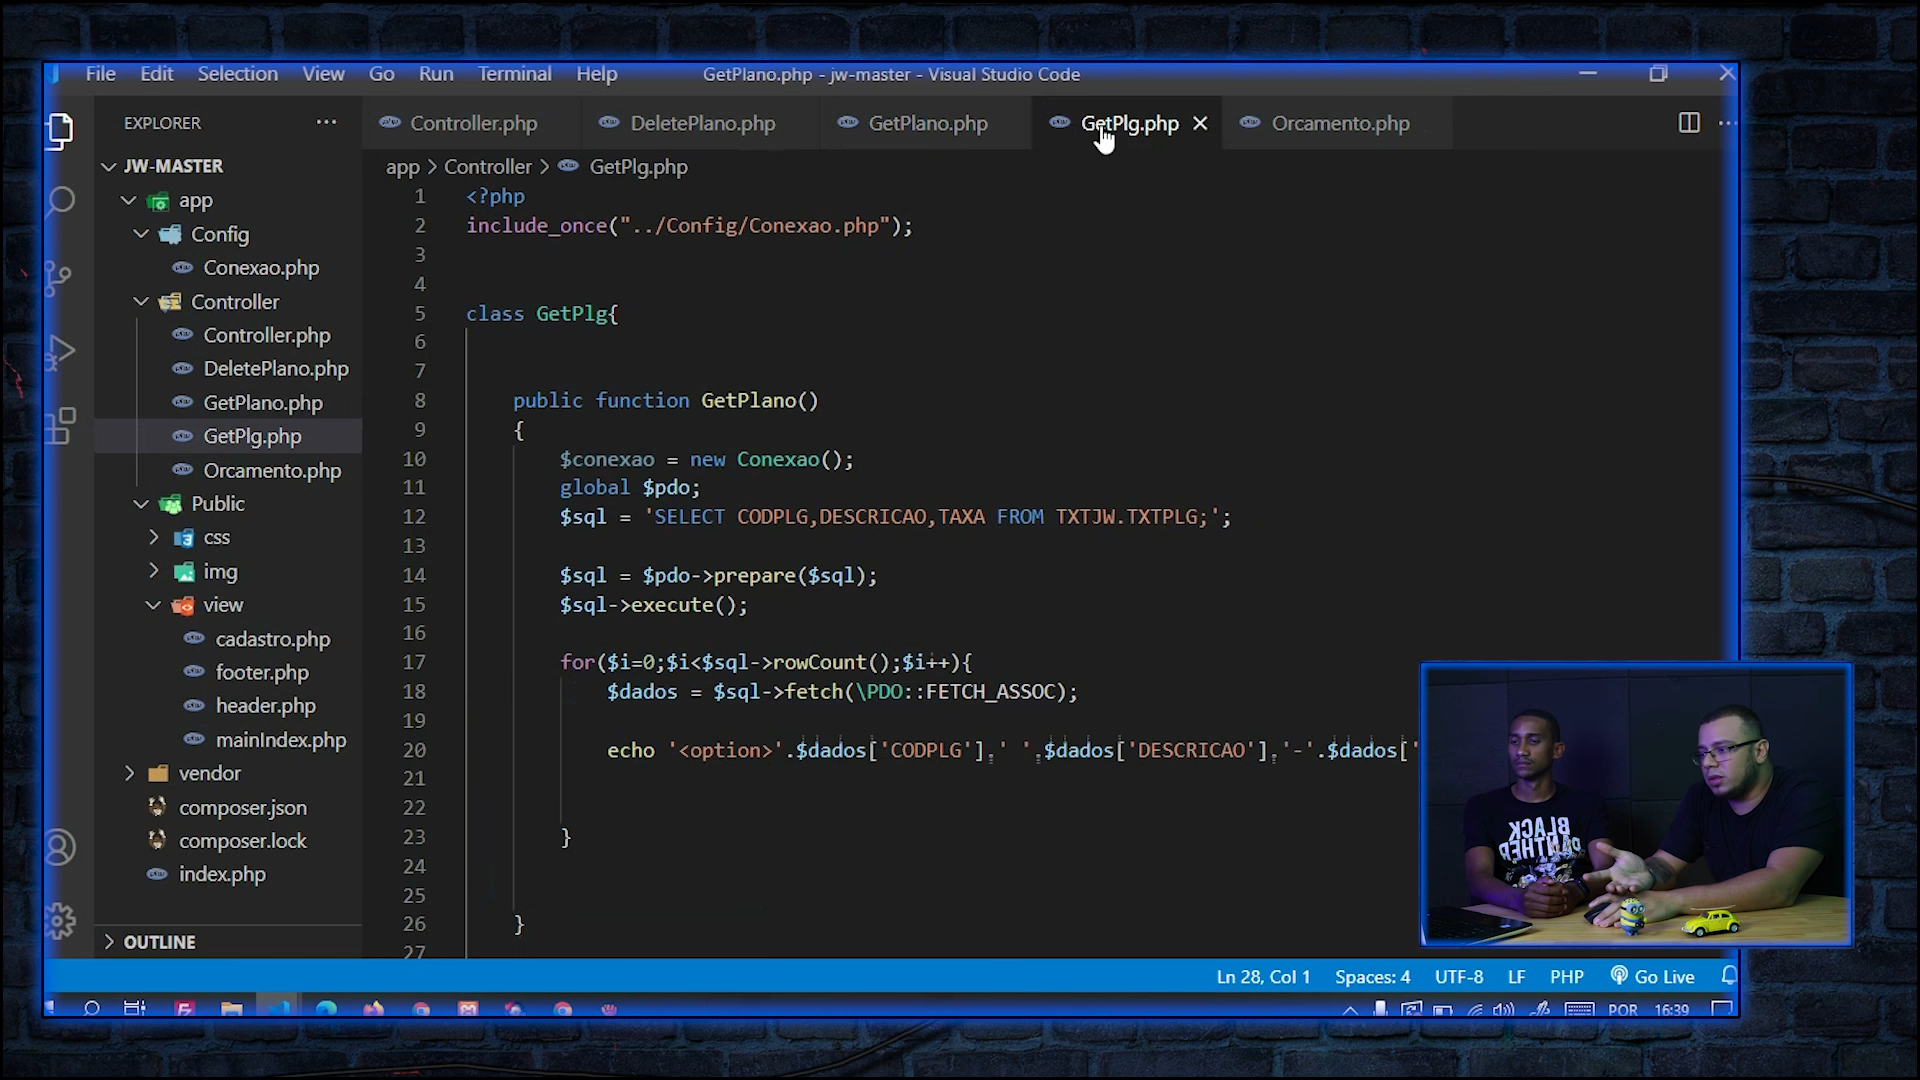 File Edit Selection View Go Run Terminal Help GetPlano.php - jw-master - Visual Studio Code
EXPLORER
Controller.php DeletePlano.php GetPlano.php GetPlg.php Orcamento.php
app > Controller > GetPlg.php
JW-MASTER
app
Config
Conexao.php
Controller
Controller.php
DeletePlano.php
GetPlano.php
GetPlg.php
Orcamento.php
Public
css
img
view
cadastro.php
footer.php
header.php
mainIndex.php
vendor
composer.json
composer.lock
index.php
OUTLINE
1 <?php
2 include_once("../Config/Conexao.php");
3
4
5 class GetPlg{
6
7
8 public function GetPlano()
9 {
10 $conexao = new Conexao();
11 global $pdo;
12 $sql = 'SELECT CODPLG,DESCRICAO,TAXA FROM TXTJW.TXTPLG;';
13
14 $sql = $pdo->prepare($sql);
15 $sql->execute();
16
17 for($i=0;$i<$sql->rowCount();$i++){
18 $dados = $sql->fetch(\PDO::FETCH_ASSOC);
19
20 echo '<option>'.$dados['CODPLG'].' '.$dados['DESCRICAO'].'-'.$dados['
21
22
23 }
24
25
26 }
27
BLACK
PANTHER
Ln 28, Col 1 Spaces: 4 UTF-8 LF PHP Go Live
POR 16:39